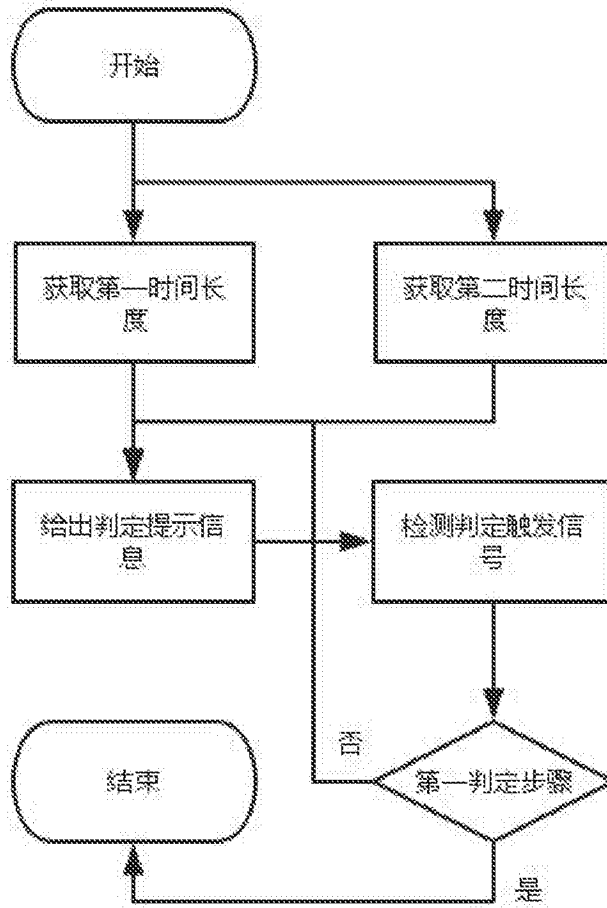 开始
获取第一时间长
度
获取第二时间长
度
给出判定提示信
息
检测判定触发信
号
否
第一判定步骤
结束
是